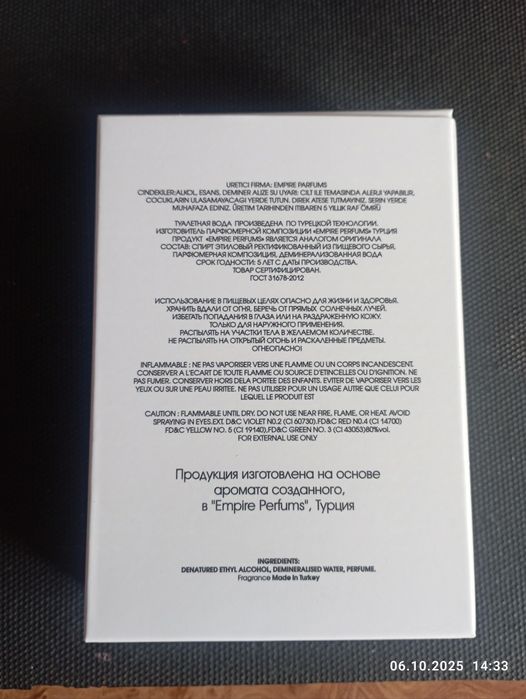 URETICI FIRMA: EMPIRE PARFUMS
CINDEKILER:ALKOL, ESANS. DEMINER ALIZE SU UYARI: CILT ILE TEMASINDA ALERJI YAPABILIR,
COCUKLARIN ULASAMAYACAGI YERDE TUTUN. DIREK ATESE TUTMAYINIZ. SERIN YERDE
MUHAFAZA EDINIZ. ÜRETIM TARIHINDEN ITIBAREN 5 YILLIK RAF ÖMRÜ
ТУАЛЕТНАЯ ВОДА ПРОИЗВЕДЕНА ПО ТУРЕЦКОЙ ТЕХНОЛОГИИ.
ИЗГОТОВИТЕЛЬ ПАРФЮМЕРНОЙ КОМПОЗИЦИИ «EMPIRE PERFUMS» ТУРЦИЯ
ПРОДУКТ «EMPIRE PERFUMS» ЯВЛЯЕТСЯ АНАЛОГОМ ОРИГИНАЛА
СОСТАВ: СПИРТ ЭТИЛОВЫЙ РЕКТИФИКОВАННЫЙ ИЗ ПИЩЕВОГО СЫРЬЯ,
ПАРФЮМЕРНАЯ КОМПОЗИЦИЯ, ДЕМИНЕРАЛИЗОВАННАЯ ВОДА
СРОК ГОДНОСТИ: 5 ЛЕТ С ДАТЫ ПРОИЗВОДСТВА.
ТОВАР СЕРТИФИЦИРОВАН.
ГОСТ 31678-2012
ИСПОЛЬЗОВАНИЕ В ПИЩЕВЫХ ЦЕЛЯХ ОПАСНО ДЛЯ ЖИЗНИ И ЗДОРОВЬЯ.
ХРАНИТЬ ВДАЛИ ОТ ОГНЯ, БЕРЕЧЬ ОТ ПРЯМЫХ СОЛНЕЧНЫХ ЛУЧЕЙ.
ИЗБЕГАТЬ ПОПАДАНИЯ В ГЛАЗА ИЛИ НА РАЗДРАЖЕННУЮ КОЖУ.
ТОЛЬКО ДЛЯ НАРУЖНОГО ПРИМЕНЕНИЯ.
РАСПЫЛЯТЬ НА УЧАСТКИ ТЕЛА В ЖЕЛАЕМОМ КОЛИЧЕСТВЕ.
НЕ РАСПЫЛЯТЬ НА ОТКРЫТЫЙ ОГОНЬ И РАСКАЛЕННЫЕ ПРЕДМЕТЫ.
ОГНЕОПАСНО!
INFLAMMABLE : NE PAS VAPORISER VERS UNE FLAMME OU UN CORPS INCANDESCENT.
CONSERVER A L'ECART DE TOUTE FLAMME OU SOURCE D'ETINCELLES OU D'IGNITION. NE
PAS FUMER. CONSERVER HORS DELA PORTEE DES ENFANTS. EVITER DE VAPORISER VERS LES
YEUX OU SUR UNE PEAU IRRITEE. NE PAS UTILISER POUR UN USAGE AUTRE QUE CELUI POUR
LEQUEL LE PRODUIT EST
CAUTION : FLAMMABLE UNTIL DRY. DO NOT USE NEAR FIRE, FLAME, OR HEAT. AVOID
SPRAYING IN EYES.EXT. D&C VIOLET N0.2 (CI 60730).FD&C RED N0.4 (CI 14700)
FD&C YELLOW NO. 5 (CI 19140),FD&C GREEN NO. 3 (CI 43053)80%vol.
FOR EXTERNAL USE ONLY
Продукция изготовлена на основе
аромата созданного,
в "Empire Perfums", Турция
INGREDIENTS:
DENATURED ETHYL ALCOHOL, DEMINERALISED WATER, PERFUME.
Fragrance Made in Turkey
06.10.2025 14:33